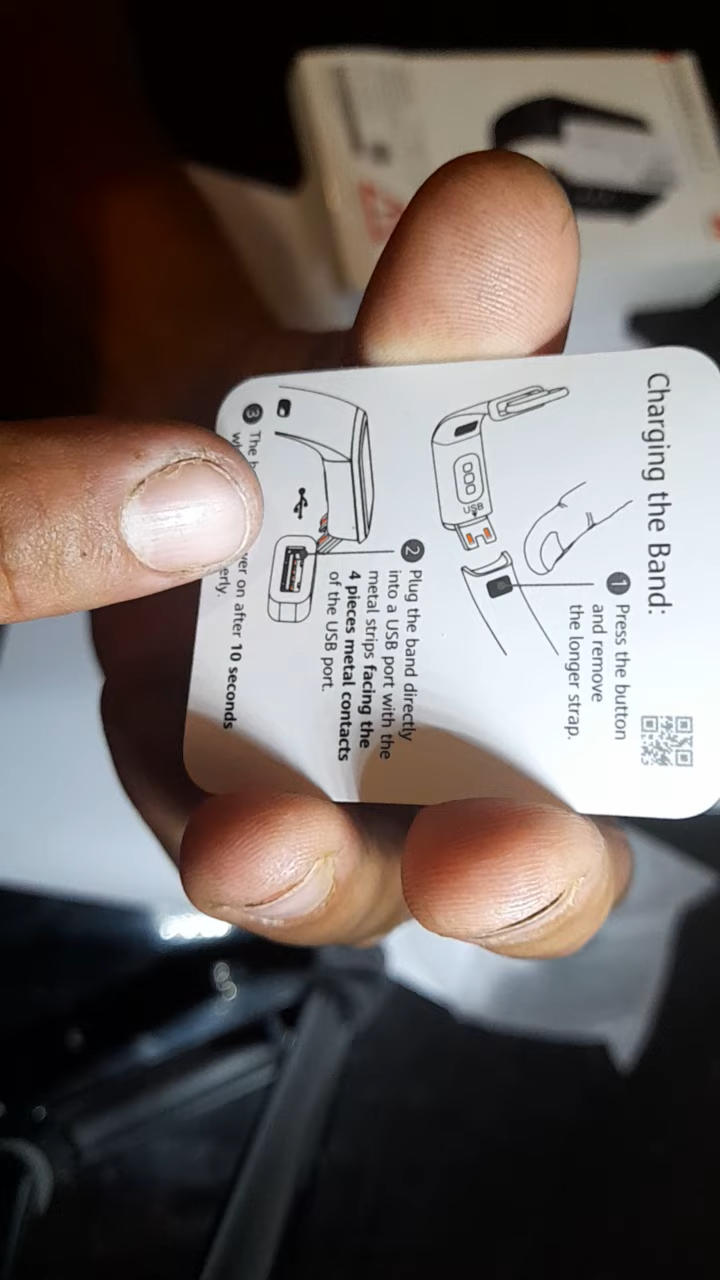 Charging the Band:
1 Press the button
and remove
the longer strap.
USB
2 Plug the band directly
into a USB port with the
metal strips facing the
4 pieces metal contacts
of the USB port.
3 The
on after 10 seconds